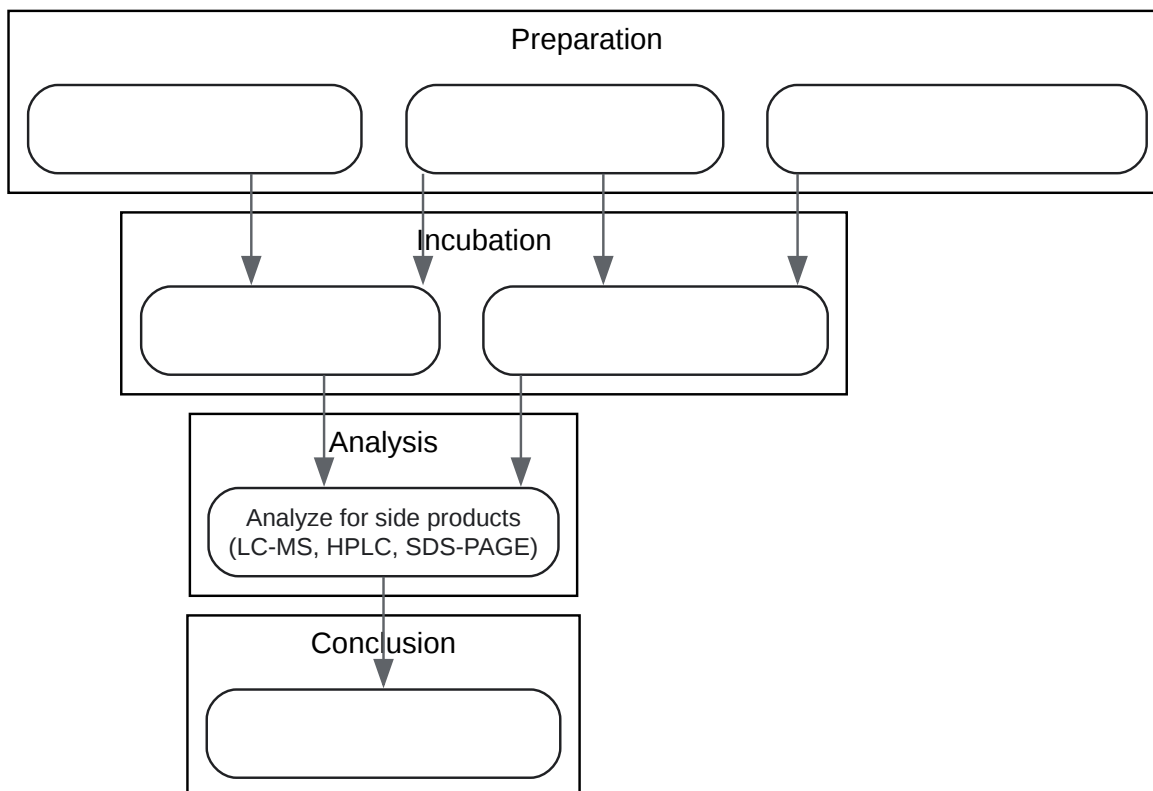 Preparation
Incubation
Analysis
Analyze for side products
(LC-MS, HPLC, SDS-PAGE)
Conclusion